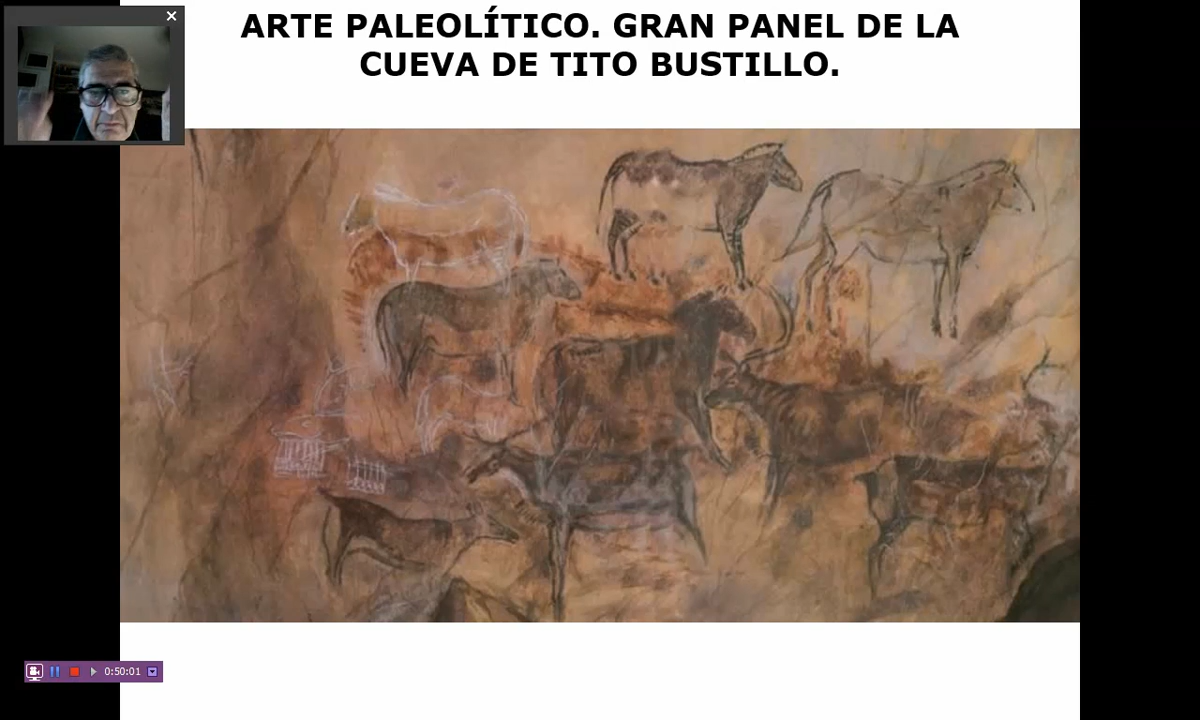 ARTE PALEOLÍTICO. GRAN PANEL DE LA
CUEVA DE TITO BUSTILLO.
0:50:01